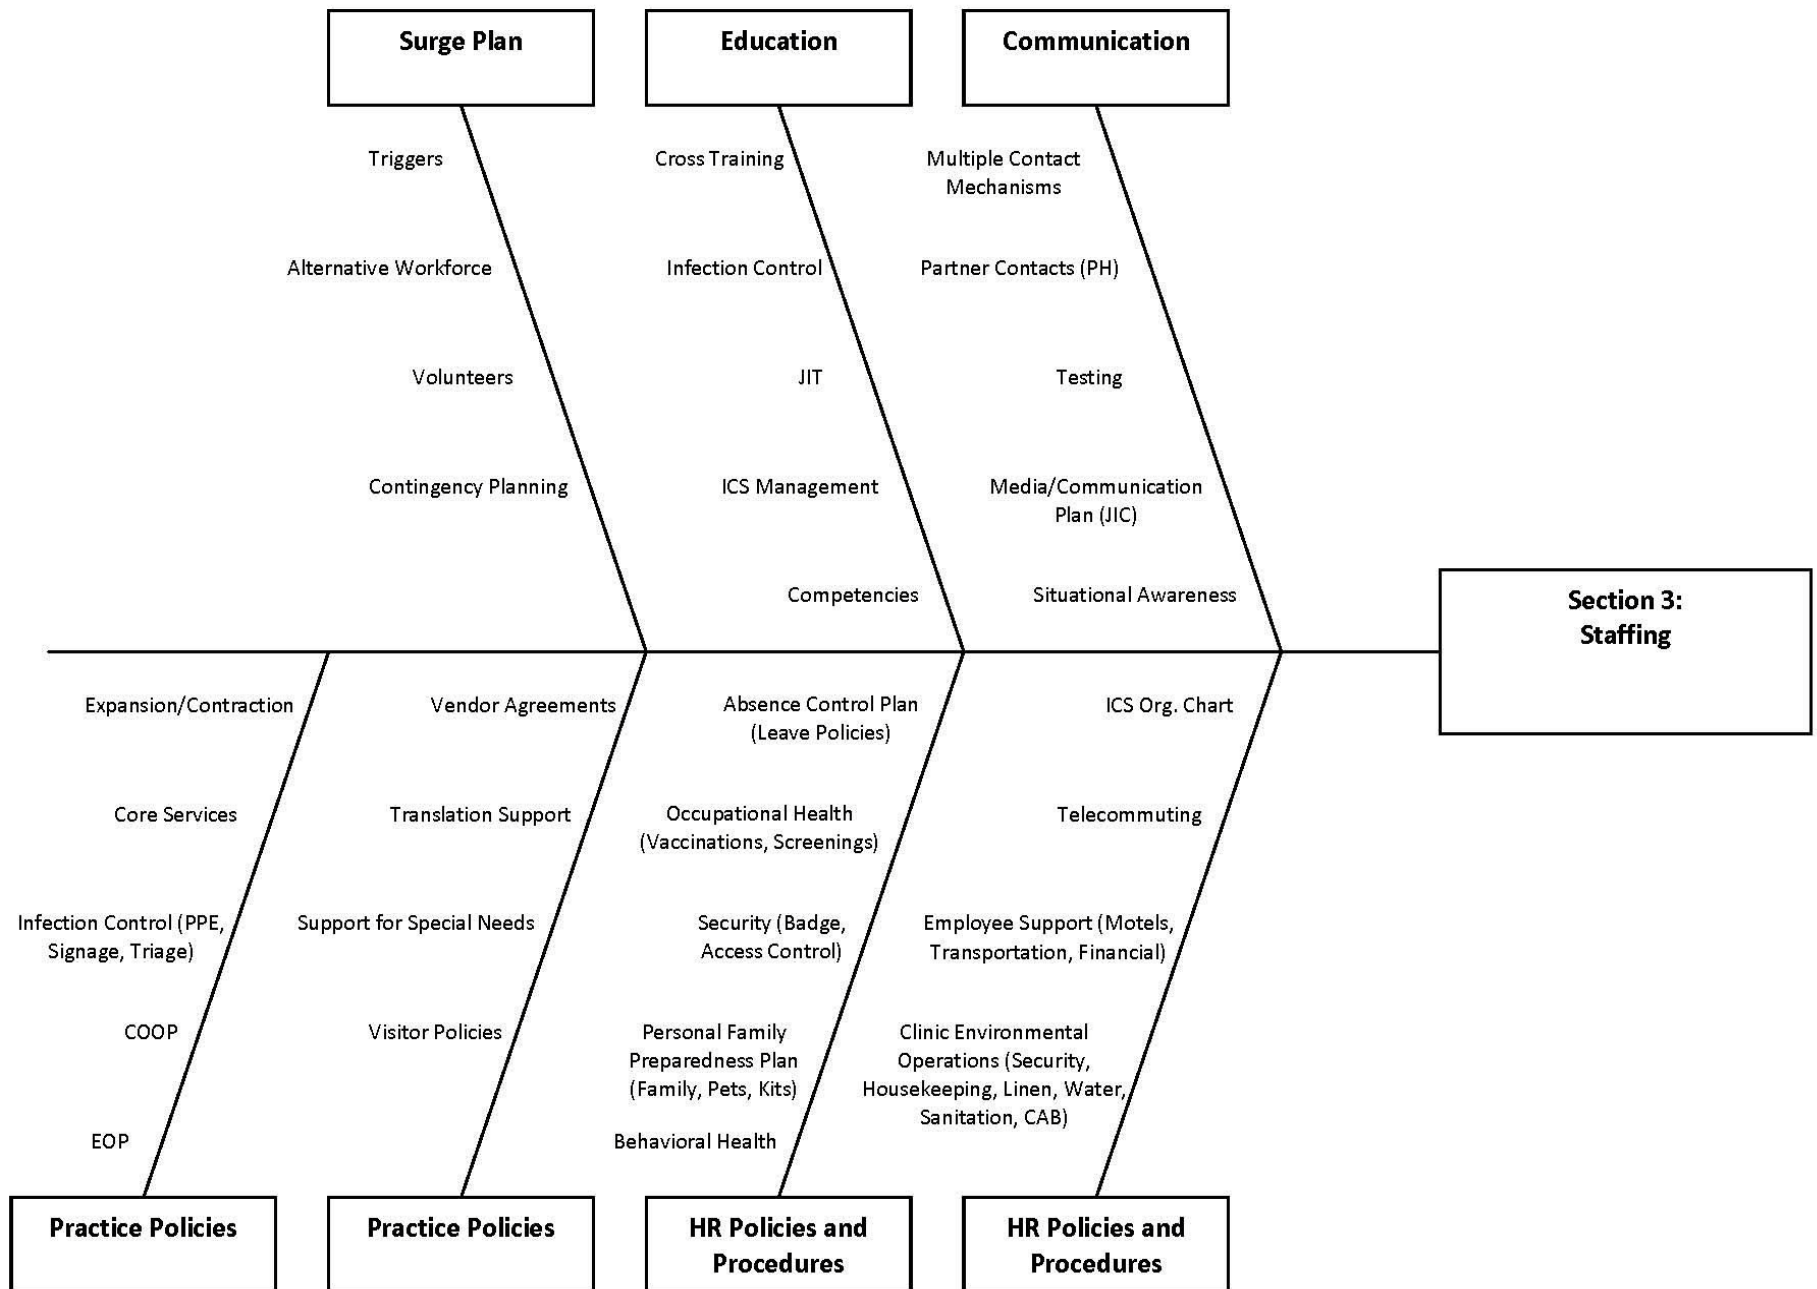 Surge Plan
Education
Communication
Triggers
Cross Training
Multiple Contact
Mechanisms
Alternative Workforce
Infection Control
Partner Contacts (PH)
Volunteers
JIT
Testing
Contingency Planning
ICS Management
Media/Communication
Plan (JIC)
Competencies
Situational Awareness
Section 3:
Staffing
Expansion/Contraction
Vendor Agreements
Absence Control Plan
(Leave Policies)
ICS Org. Chart
Core Services
Translation Support
Occupational Health
(Vaccinations, Screenings)
Telecommuting
Infection Control (PPE,
Signage, Triage)
Support for Special Needs
Security (Badge,
Access Control)
Employee Support (Motels,
Transportation, Financial)
COOP
Visitor Policies
Personal Family
Preparedness Plan
(Family, Pets, Kits)
Clinic Environmental
Operations (Security,
Housekeeping, Linen, Water,
Sanitation, CAB)
EOP
Behavioral Health
Practice Policies
Practice Policies
HR Policies and
Procedures
HR Policies and
Procedures